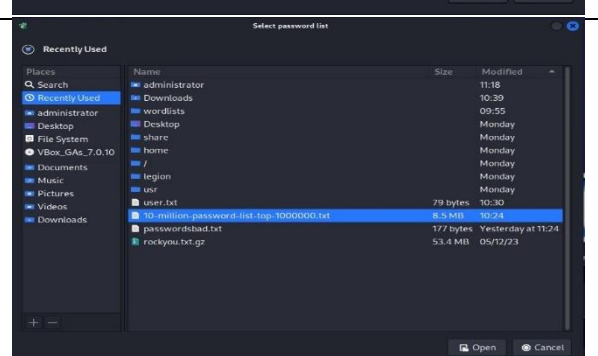 Select password list
Recently Used
Places
Search
Recently Used
administrator
Desktop
File System
VBox_GAs_7.0.10
Documents
Music
Pictures
Videos
Downloads
Name Size Modified
administrator 11:18
Downloads 10:39
wordlists 09:55
Desktop Monday
share Monday
home Monday
/ Monday
legion Monday
usr Monday
user.txt 79 bytes 10:30
10-million-password-list-top-1000000.txt 8.5 MB 10:24
passwordsbad.txt 177 bytes Yesterday at 11:24
rockyou.txt.gz 53.4 MB 05/12/23
Open Cancel